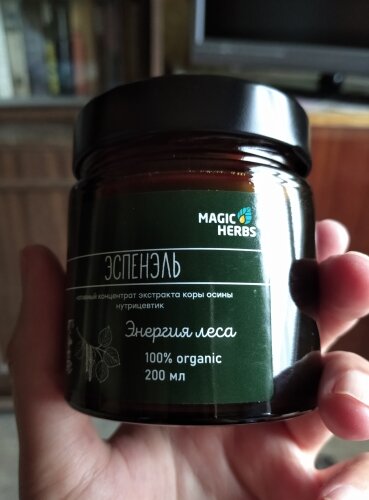 MAGIC
HERBS
ЭСПЕНЭЛЬ
концентрат экстракта коры осины
нутрицевтик
Энергия леса
100% organic
200 мл